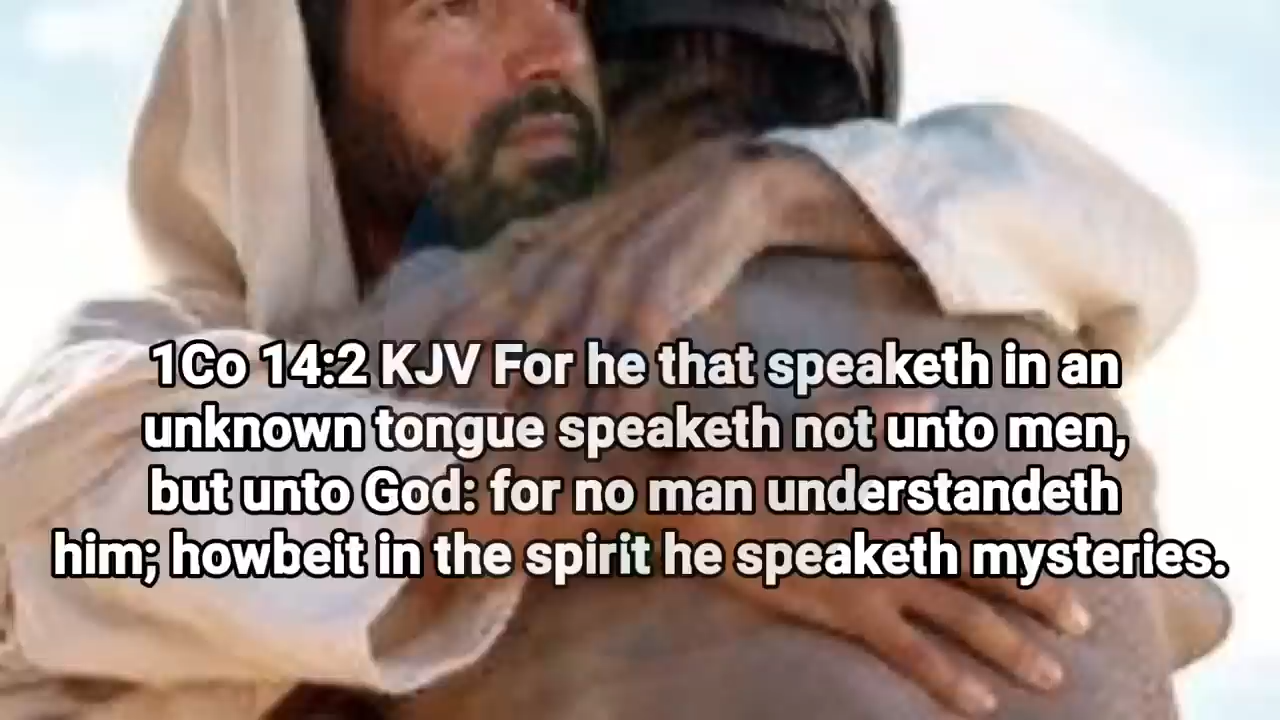 1Co 14:2 KJV For he that speaketh in an
unknown tongue speaketh not unto men,
but unto God: for no man understandeth
him; howbeit in the spirit he speaketh mysteries.